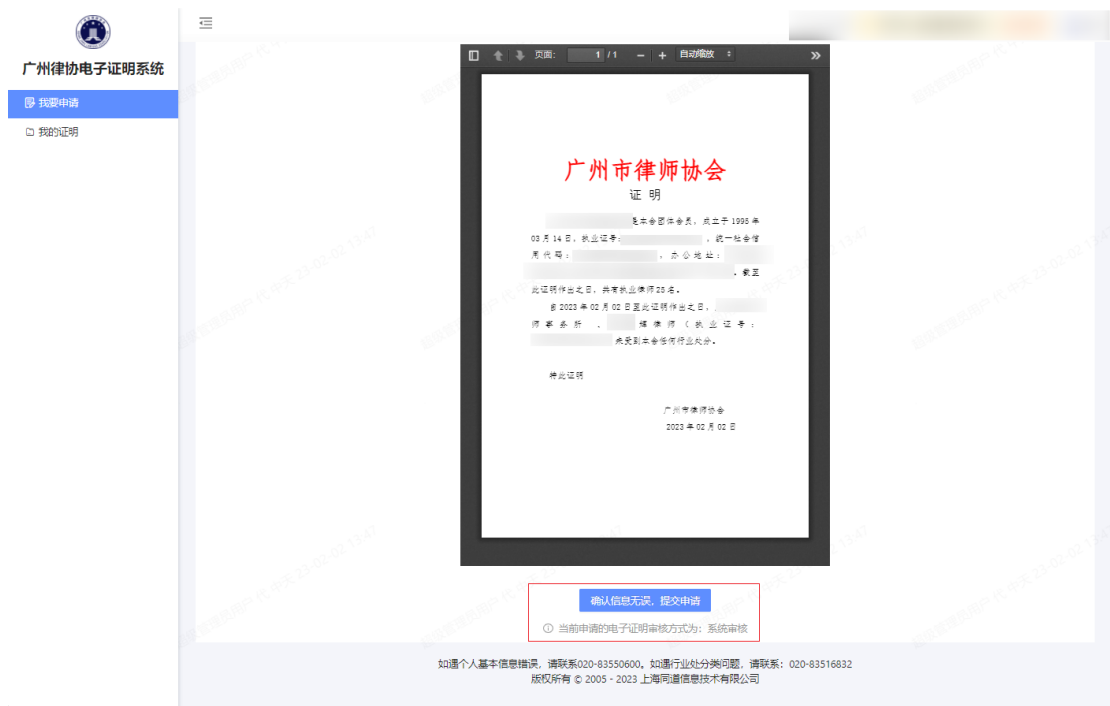 广州律协电子证明系统
我要申请
我的证明
页面: 1 / 1 自动缩放
广州市律师协会
证 明
是本会团体会员，成立于 1995 年
03 月 14 日，执业证号: ，统一社会信
用代码: ，办公地址:
。截至
此证明作出之日，共有执业律师25名。
自 2023 年 02 月 02 日至此证明作出之日，
师事务所 、 辉律师（执业证号:
未受到本会任何行业处分。
特此证明
广州市律师协会
2023 年 02 月 02 日
确认信息无误，提交申请
当前申请的电子证明审核方式为：系统审核
如遇个人基本信息错误，请联系020-83550600。如遇行业处分类问题，请联系：020-83516832
版权所有 © 2005 - 2023 上海同道信息技术有限公司